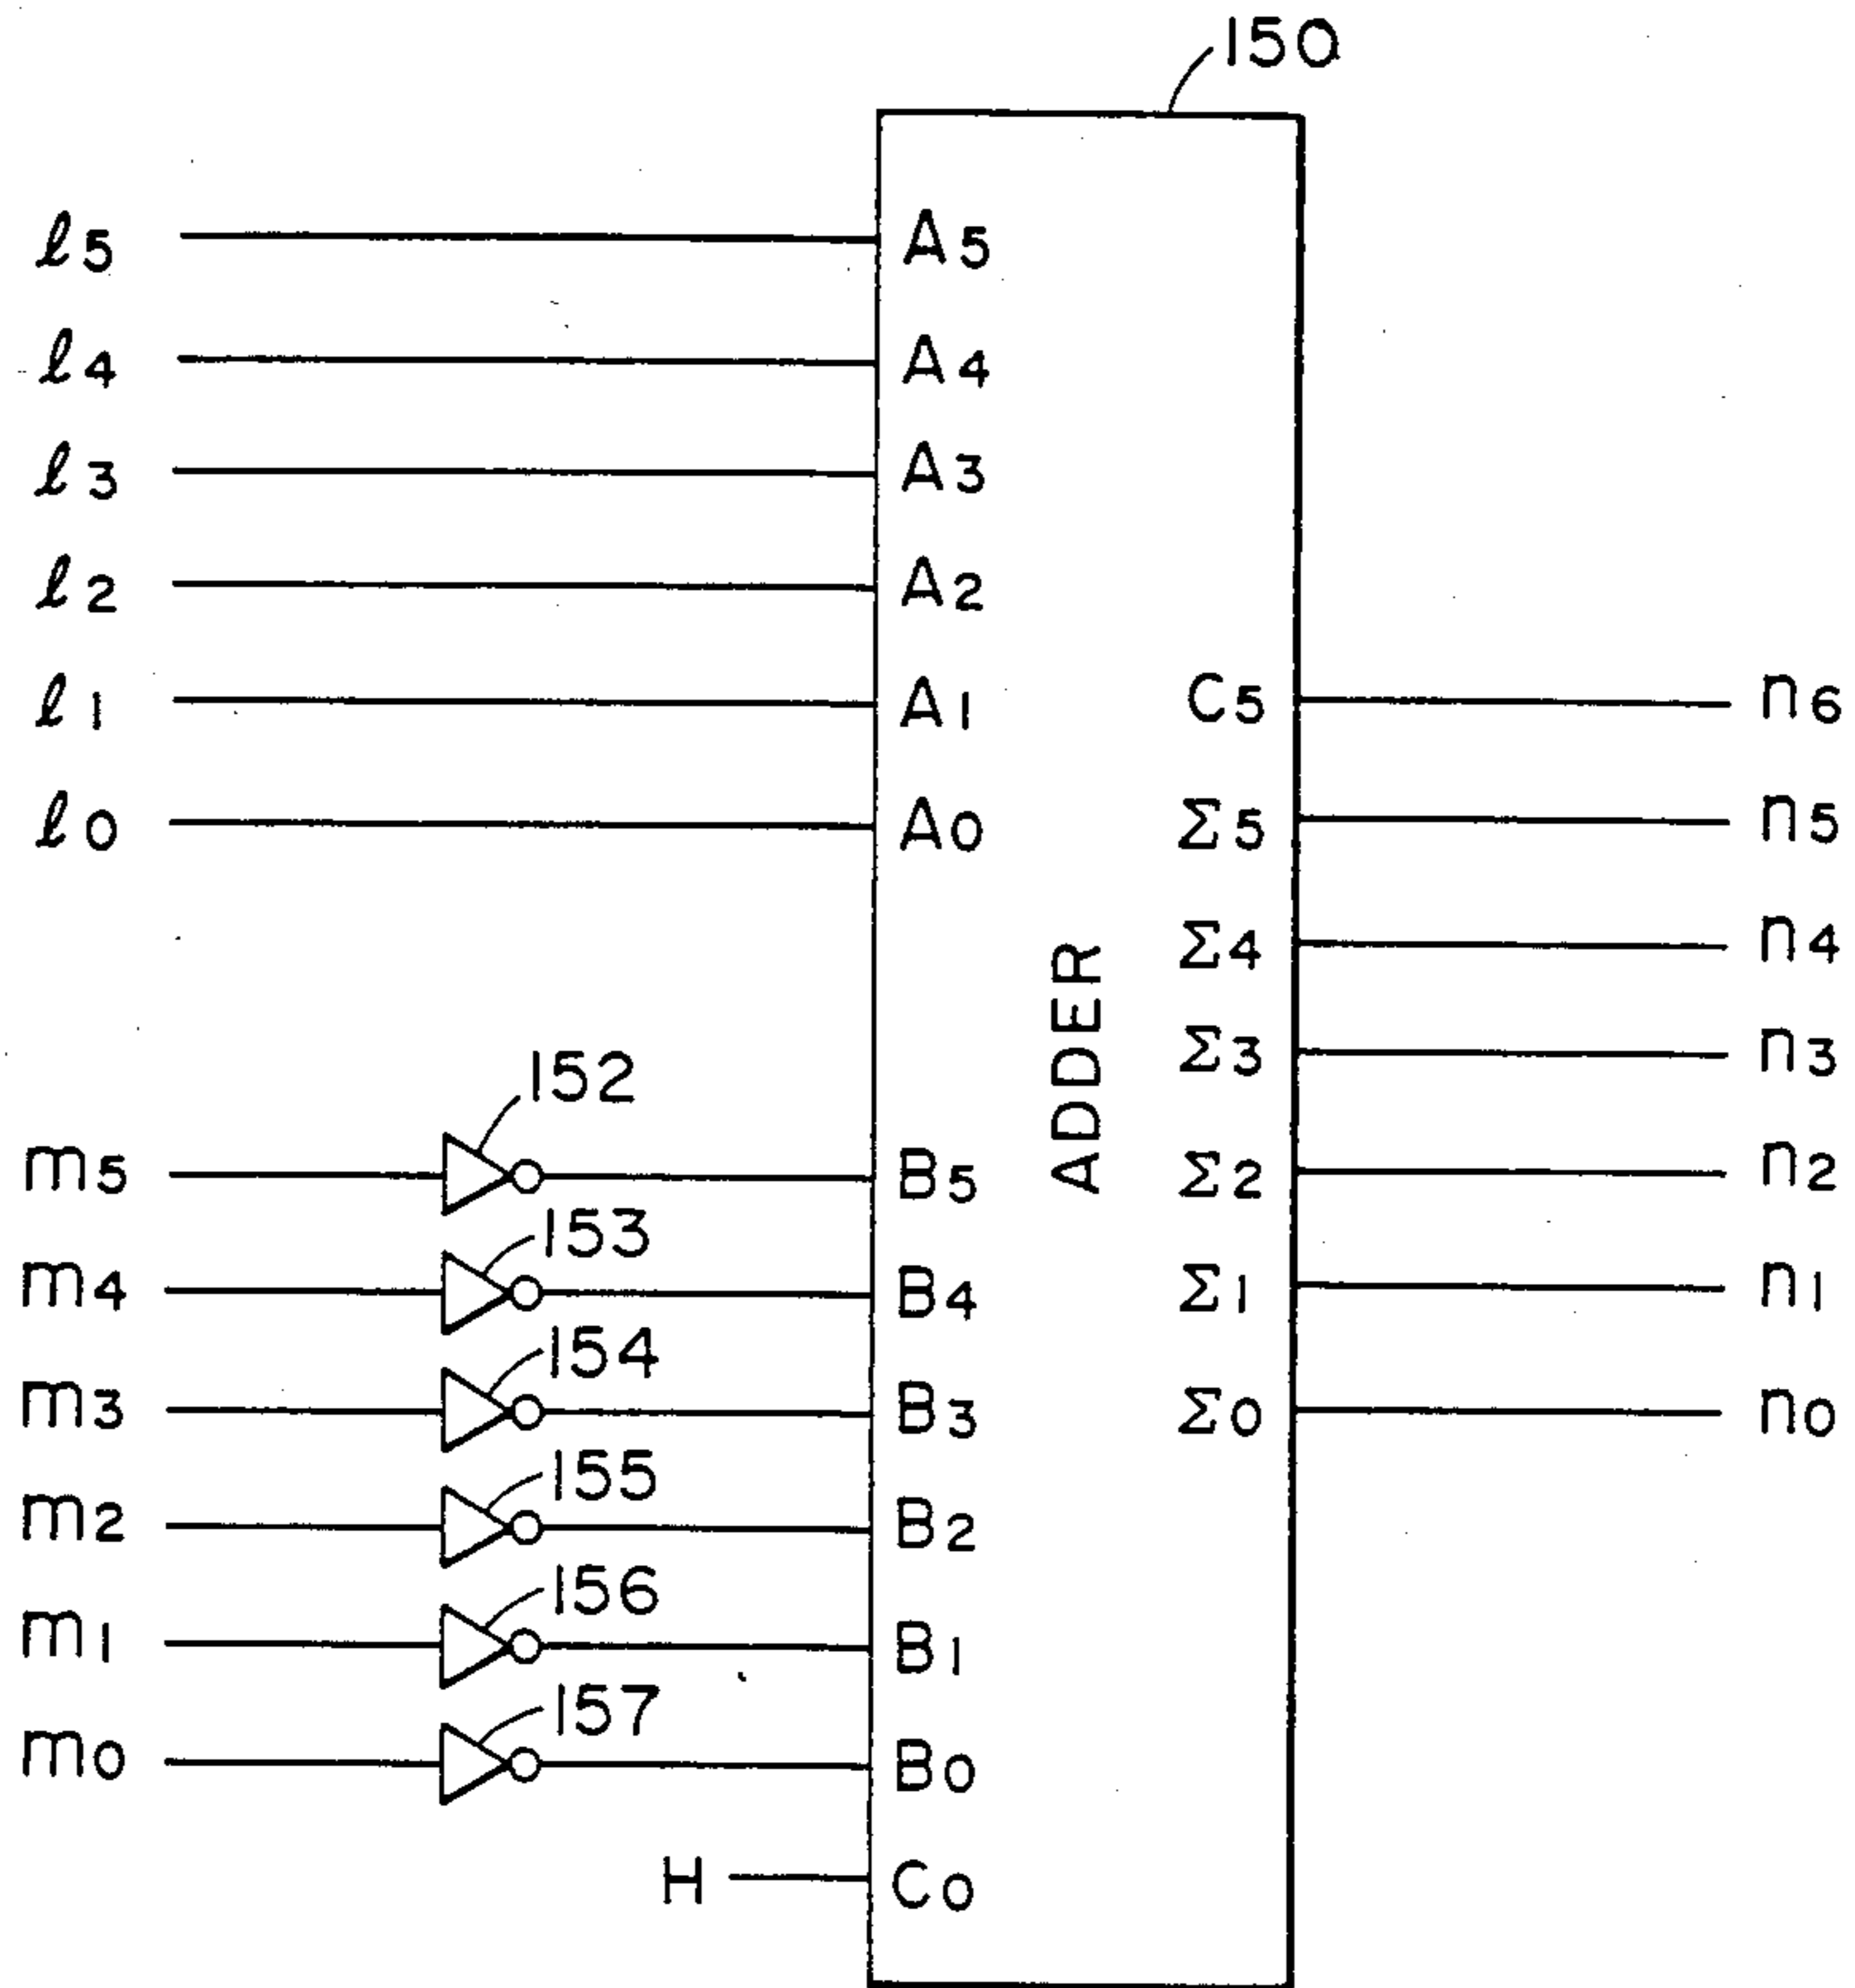 150
ℓ5 A5
ℓ4 A4
ℓ3 A3
ℓ2 A2
ℓ1 A1 C5 n6
ℓ0 A0 Σ5 n5
Σ4 n4
ADDER
Σ3 n3
152
m5 B5 Σ2 n2
153
m4 B4 Σ1 n1
154
m3 B3 Σ0 n0
155
m2 B2
156
m1 B1
157
m0 B0
H C0